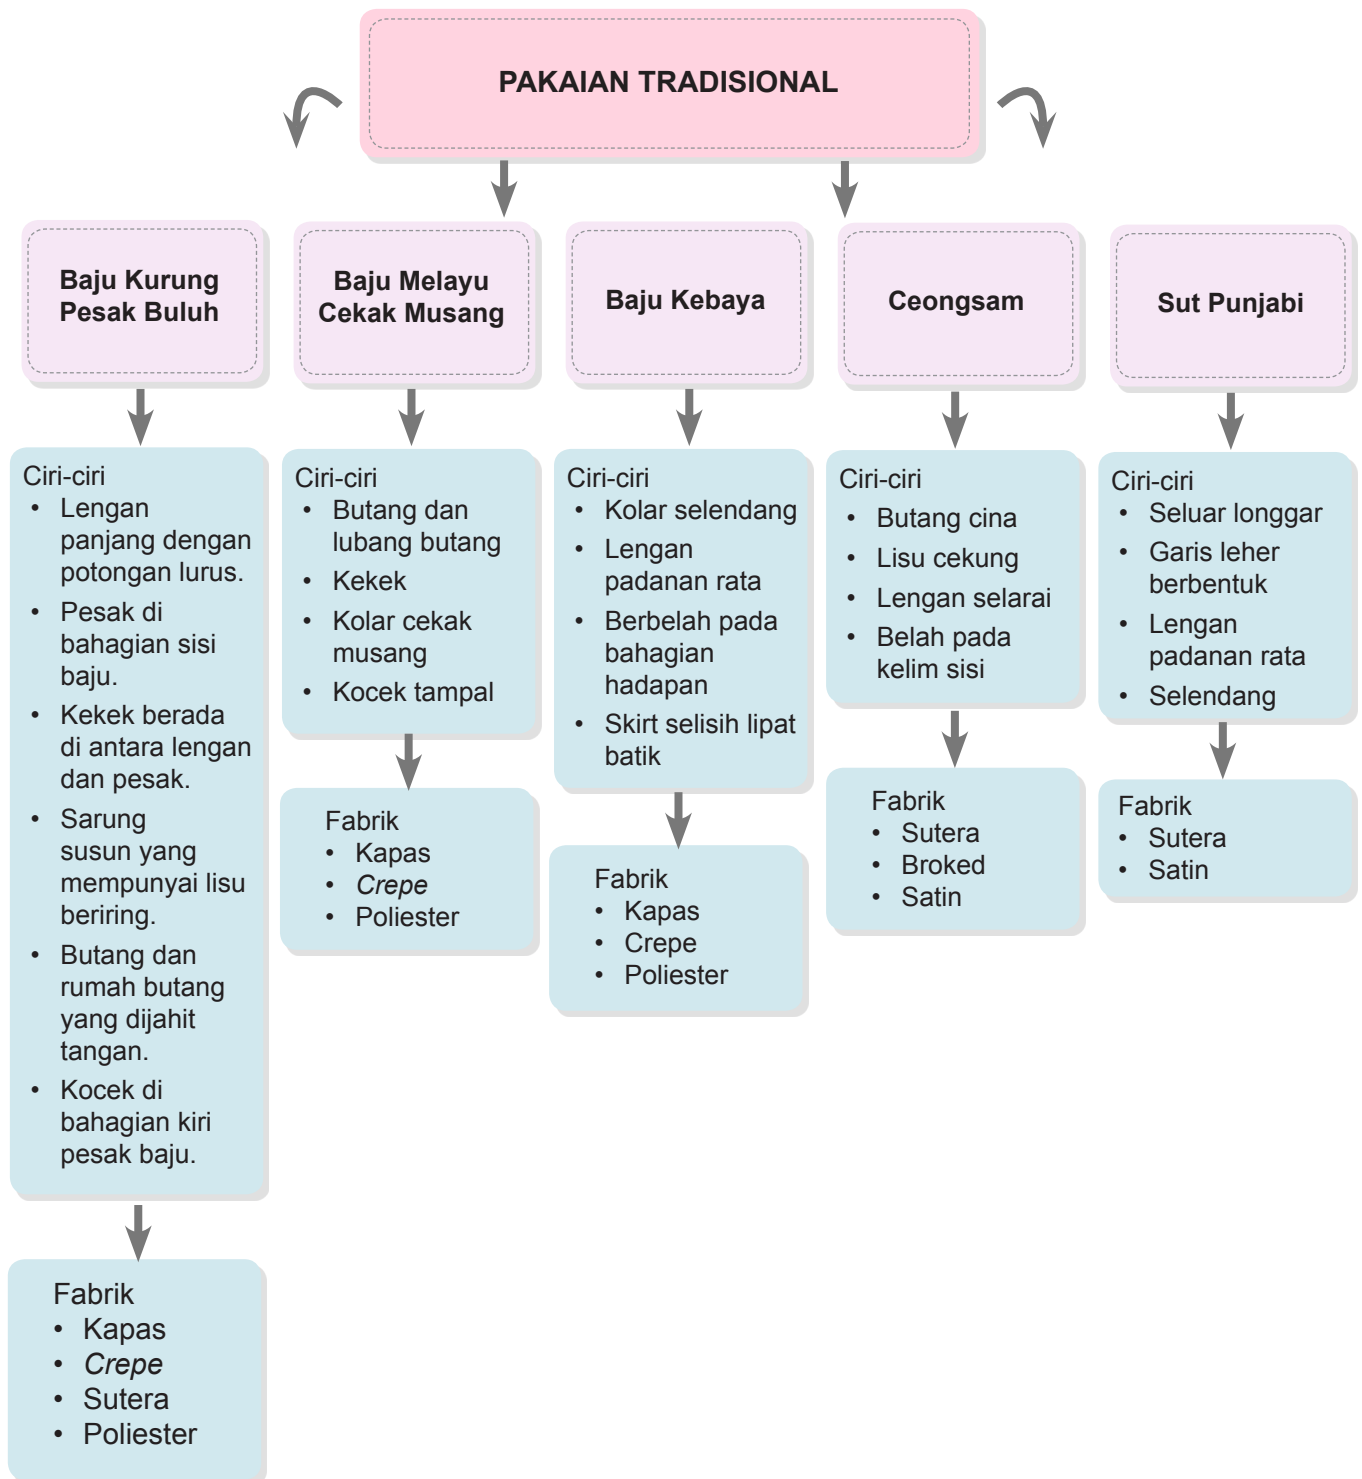 PAKAIAN TRADISIONAL
Baju Kurung
Pesak Buluh
Ciri-ciri
• Lengan
panjang dengan
potongan lurus.
• Pesak di
bahagian sisi
baju.
• Kekek berada
di antara lengan
dan pesak.
• Sarung
susun yang
mempunyai lisu
beriring.
• Butang dan
rumah butang
yang dijahit
tangan.
• Kocek di
bahagian kiri
pesak baju.
Fabrik
• Kapas
• Crepe
• Sutera
• Poliester
Baju Melayu
Cekak Musang
Ciri-ciri
• Butang dan
lubang butang
• Kekek
• Kolar cekak
musang
• Kocek tampal
Fabrik
• Kapas
• Crepe
• Poliester
Baju Kebaya
Ciri-ciri
• Kolar selendang
• Lengan
padanan rata
• Berbelah pada
bahagian
hadapan
• Skirt selisih lipat
batik
Fabrik
• Kapas
• Crepe
• Poliester
Ceongsam
Ciri-ciri
• Butang cina
• Lisu cekung
• Lengan selarai
• Belah pada
kelim sisi
Fabrik
• Sutera
• Broked
• Satin
Sut Punjabi
Ciri-ciri
• Seluar longgar
• Garis leher
berbentuk
• Lengan
padanan rata
• Selendang
Fabrik
• Sutera
• Satin